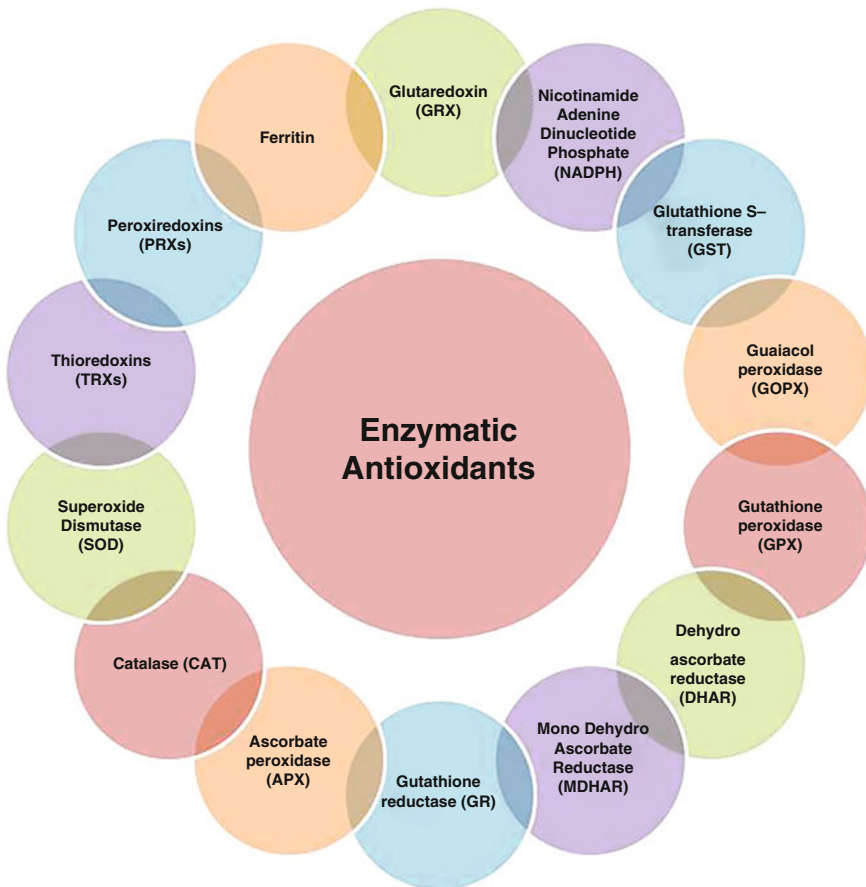 Enzymatic
Antioxidants
Glutaredoxin
(GRX)
Nicotinamide
Adenine
Dinucleotide
Phosphate
(NADPH)
Glutathione S–
transferase
(GST)
Guaiacol
peroxidase
(GOPX)
Gutathione
peroxidase
(GPX)
Dehydro
ascorbate
reductase
(DHAR)
Mono Dehydro
Ascorbate
Reductase
(MDHAR)
Gutathione
reductase (GR)
Ascorbate
peroxidase
(APX)
Catalase (CAT)
Superoxide
Dismutase
(SOD)
Thioredoxins
(TRXs)
Peroxiredoxins
(PRXs)
Ferritin